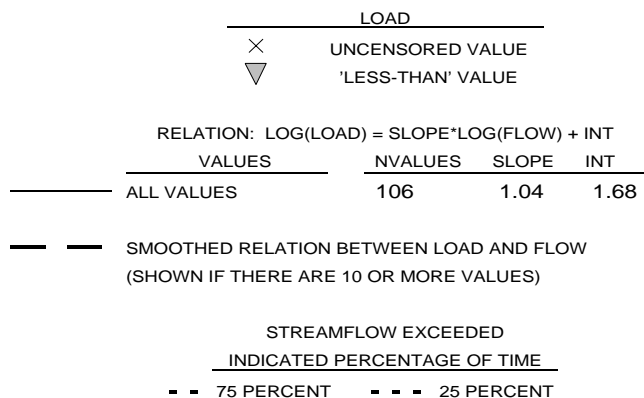 LOAD
UNCENSORED VALUE
'LESS-THAN' VALUE
RELATION: LOG(LOAD) = SLOPE*LOG(FLOW) + INT
VALUES NVALUES SLOPE INT
ALL VALUES 106 1.04 1.68
SMOOTHED RELATION BETWEEN LOAD AND FLOW
(SHOWN IF THERE ARE 10 OR MORE VALUES)
STREAMFLOW EXCEEDED
INDICATED PERCENTAGE OF TIME
75 PERCENT 25 PERCENT